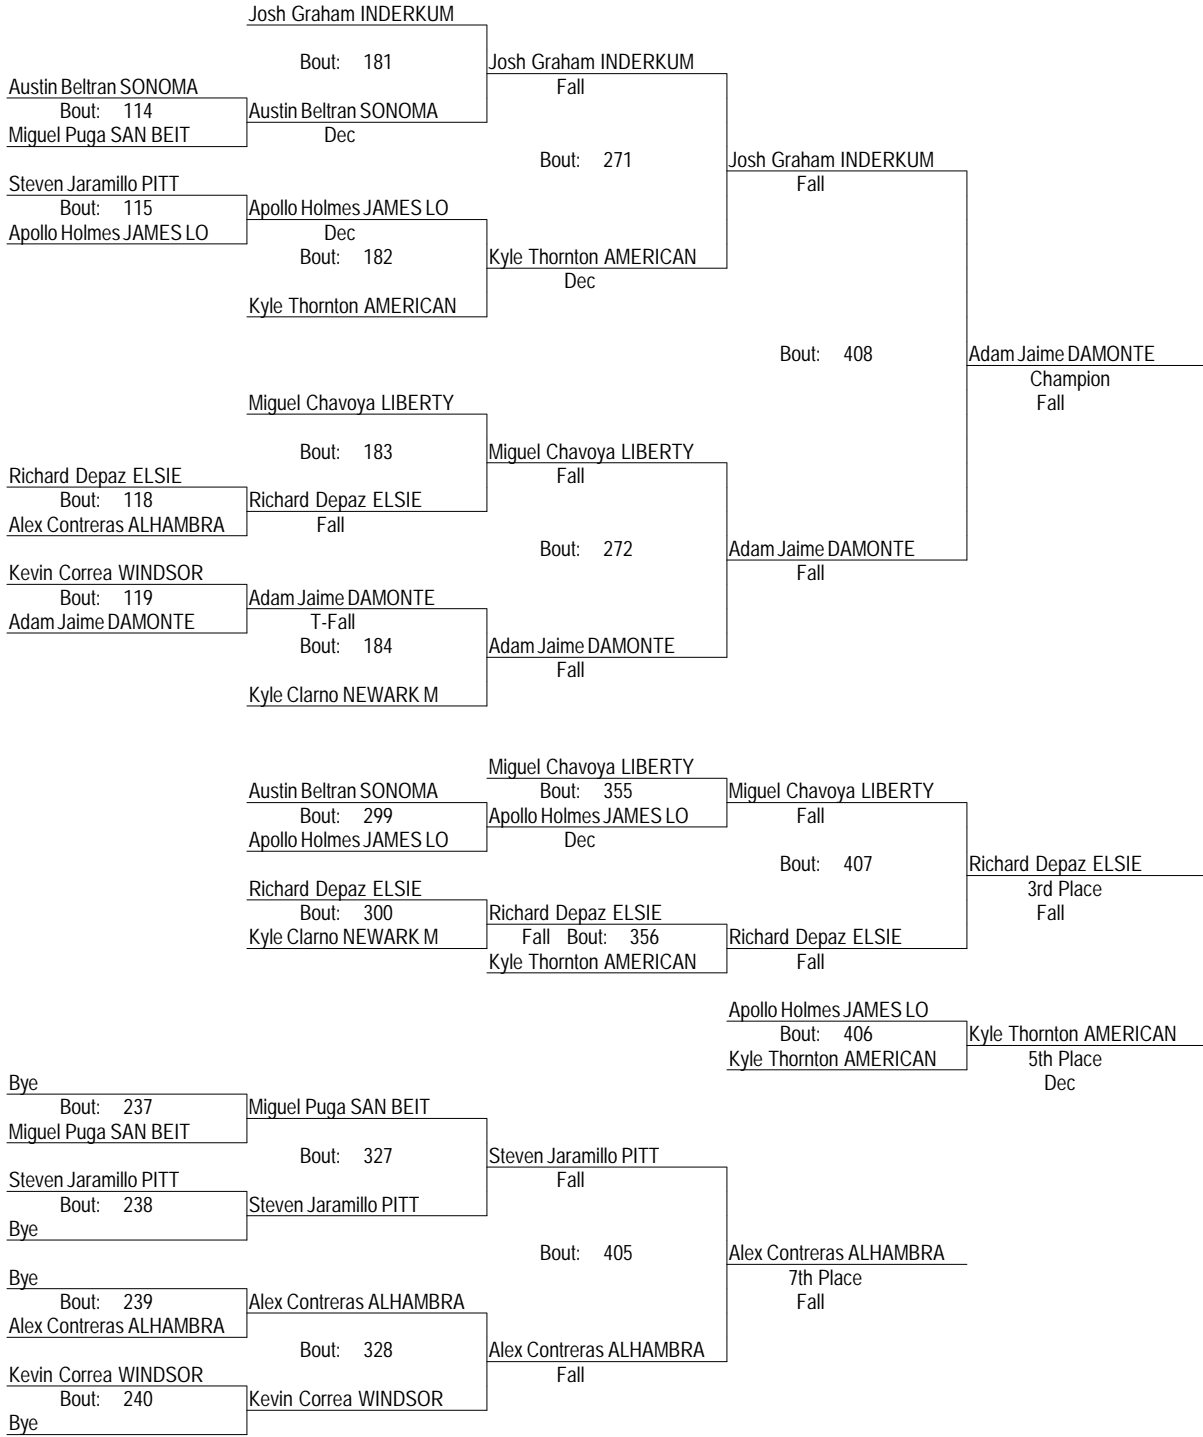 Josh Graham INDERKUM
Bout: 181
Josh Graham INDERKUM
Fall
Austin Beltran SONOMA
Bout: 114
Miguel Puga SAN BEIT
Austin Beltran SONOMA
Dec
Bout: 271
Josh Graham INDERKUM
Fall
Steven Jaramillo PITT
Bout: 115
Apollo Holmes JAMES LO
Apollo Holmes JAMES LO
Dec
Bout: 182
Kyle Thornton AMERICAN
Dec
Kyle Thornton AMERICAN
Bout: 408
Adam Jaime DAMONTE
Champion
Fall
Miguel Chavoya LIBERTY
Bout: 183
Miguel Chavoya LIBERTY
Fall
Richard Depaz ELSIE
Bout: 118
Alex Contreras ALHAMBRA
Richard Depaz ELSIE
Fall
Bout: 272
Adam Jaime DAMONTE
Fall
Kevin Correa WINDSOR
Bout: 119
Adam Jaime DAMONTE
Adam Jaime DAMONTE
T-Fall
Bout: 184
Adam Jaime DAMONTE
Fall
Kyle Clarno NEWARK M
Miguel Chavoya LIBERTY
Austin Beltran SONOMA
Bout: 355
Miguel Chavoya LIBERTY
Bout: 299
Apollo Holmes JAMES LO
Fall
Apollo Holmes JAMES LO
Dec
Bout: 407
Richard Depaz ELSIE
3rd Place
Fall
Richard Depaz ELSIE
Bout: 300
Richard Depaz ELSIE
Kyle Clarno NEWARK M
Fall Bout: 356
Richard Depaz ELSIE
Kyle Thornton AMERICAN
Fall
Apollo Holmes JAMES LO
Bout: 406
Kyle Thornton AMERICAN
Kyle Thornton AMERICAN
5th Place
Dec
Bye
Bout: 237
Miguel Puga SAN BEIT
Miguel Puga SAN BEIT
Bout: 327
Steven Jaramillo PITT
Fall
Steven Jaramillo PITT
Bout: 238
Bye
Steven Jaramillo PITT
Bout: 405
Alex Contreras ALHAMBRA
7th Place
Fall
Bye
Bout: 239
Alex Contreras ALHAMBRA
Alex Contreras ALHAMBRA
Bout: 328
Alex Contreras ALHAMBRA
Fall
Kevin Correa WINDSOR
Bout: 240
Bye
Kevin Correa WINDSOR